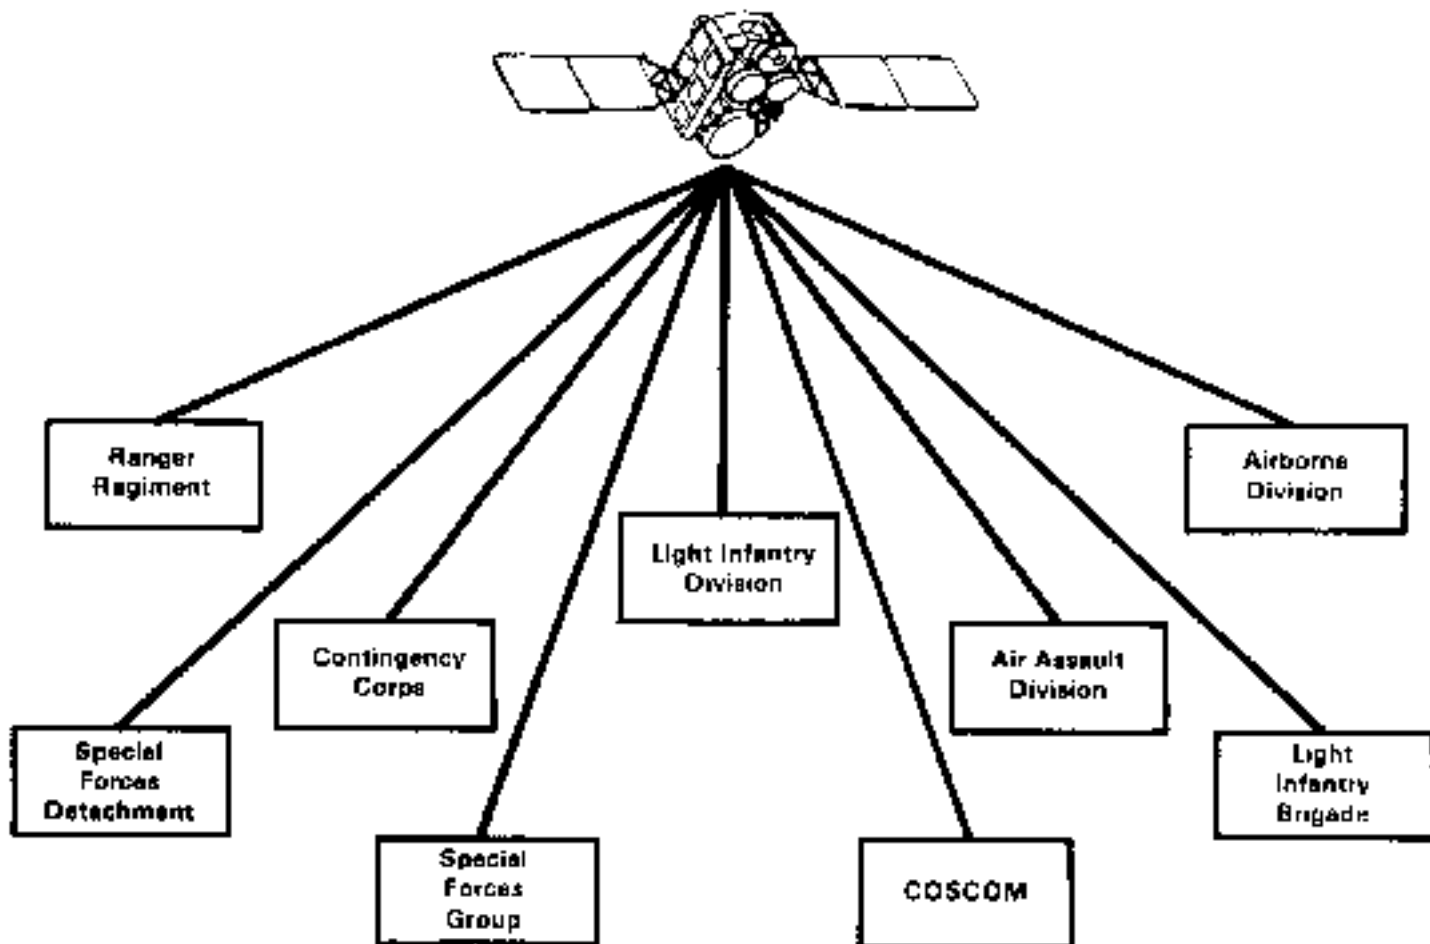 Ranger
Regiment
Airborne
Division
Light Infantry
Division
Contingency
Corps
Air Assault
Division
Special
Forces
Detachment
Light
Infantry
Brigade
Special
Forces
Group
COSCOM